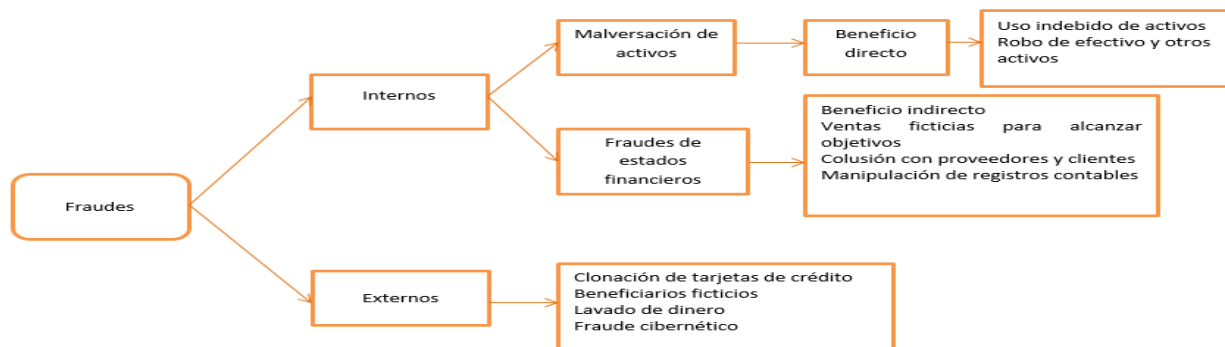 Fraudes
Internos
Malversación de
activos
Beneficio
directo
Uso indebido de activos
Robo de efectivo y otros
activos
Fraudes de
estados
financieros
Beneficio indirecto
Ventas ficticias para alcanzar
objetivos
Colusión con proveedores y clientes
Manipulación de registros contables
Externos
Clonación de tarjetas de crédito
Beneficiarios ficticios
Lavado de dinero
Fraude cibernético